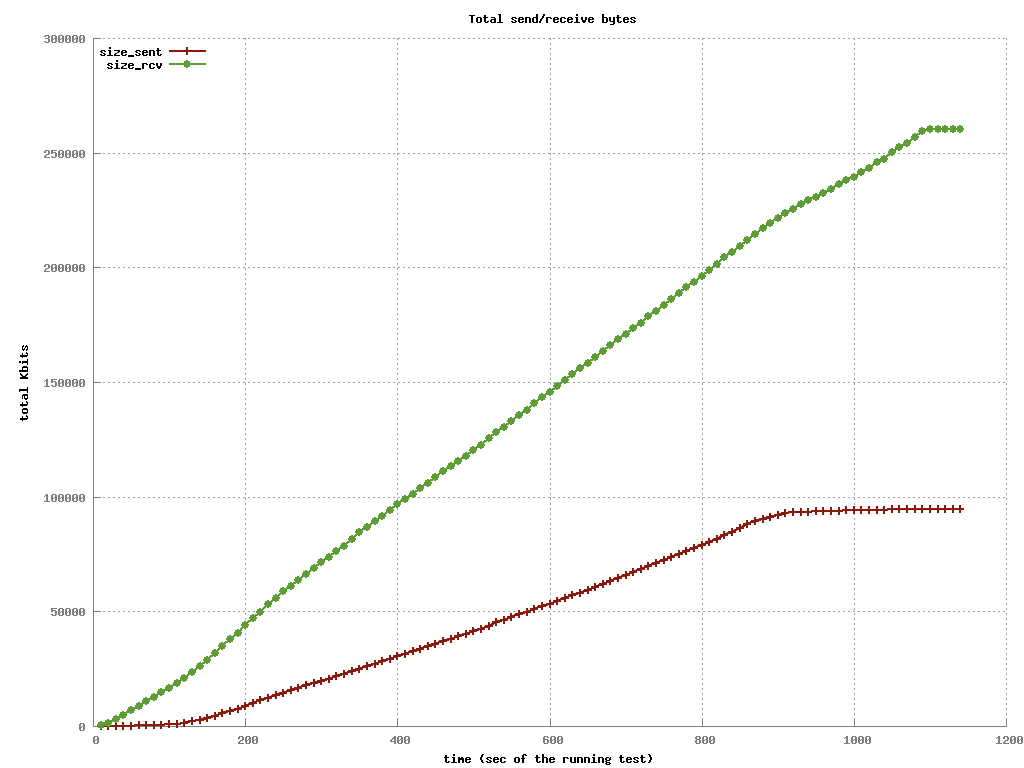 Total send/receive bytes
300000
size_sent
size_rcv
250000
200000
total Kbits
150000
100000
50000
0
0 200 400 600 800 1000 1200
time (sec of the running test)